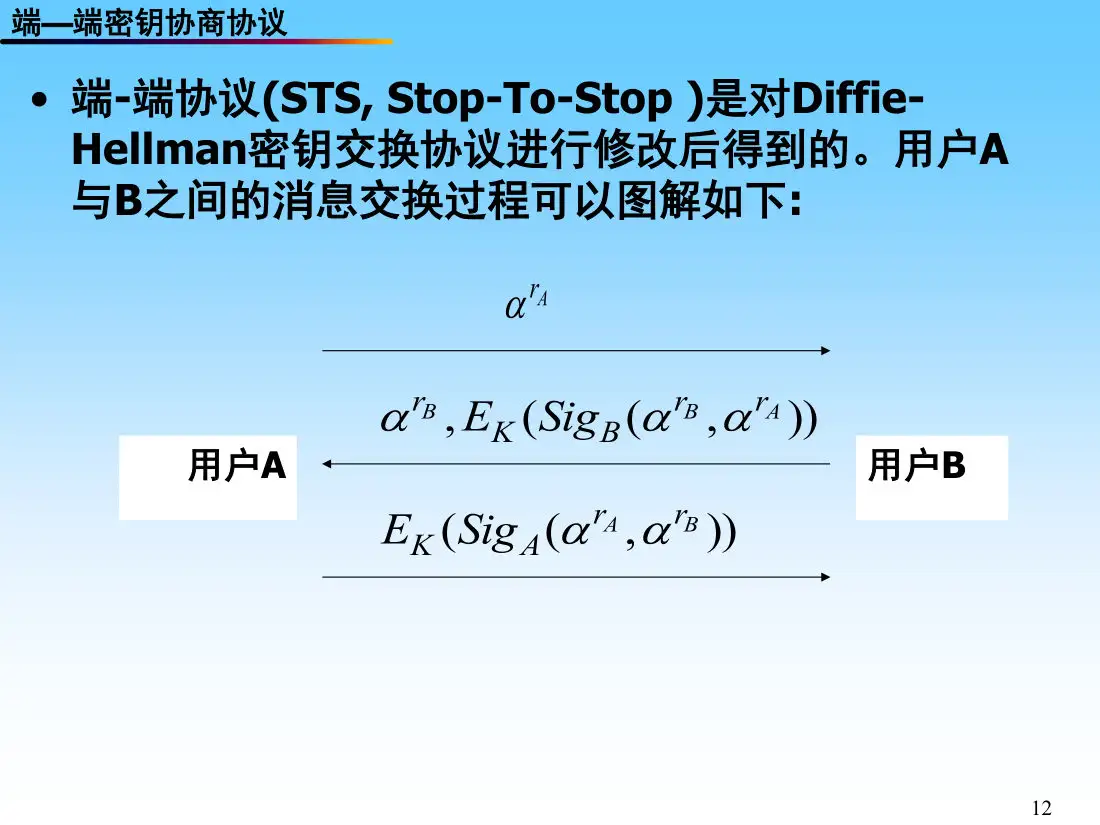 端—端密钥协商协议
• 端-端协议(STS, Stop-To-Stop )是对Diffie-
Hellman密钥交换协议进行修改后得到的。用户A
与B之间的消息交换过程可以图解如下:
α^{r_A}
α^{r_B}, E_K(Sig_B(α^{r_B}, α^{r_A}))
用户A
用户B
E_K(Sig_A(α^{r_A}, α^{r_B}))
12